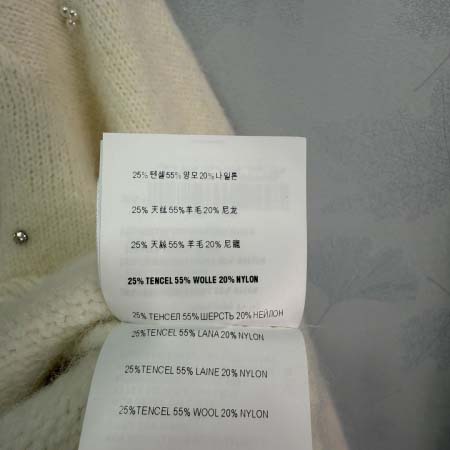 25% 텐셀 55% 양모 20% 나일론
25% 天丝 55% 羊毛 20% 尼龙
25% 天絲 55% 羊毛 20% 尼龍
25% TENCEL 55% WOLLE 20% NYLON
25% ТЕНСЕЛ 55% ШЕРСТЬ 20% НЕЙЛОН
25%TENCEL 55% LANA 20% NYLON
25%TENCEL 55% LAINE 20% NYLON
25%TENCEL 55% WOOL 20% NYLON